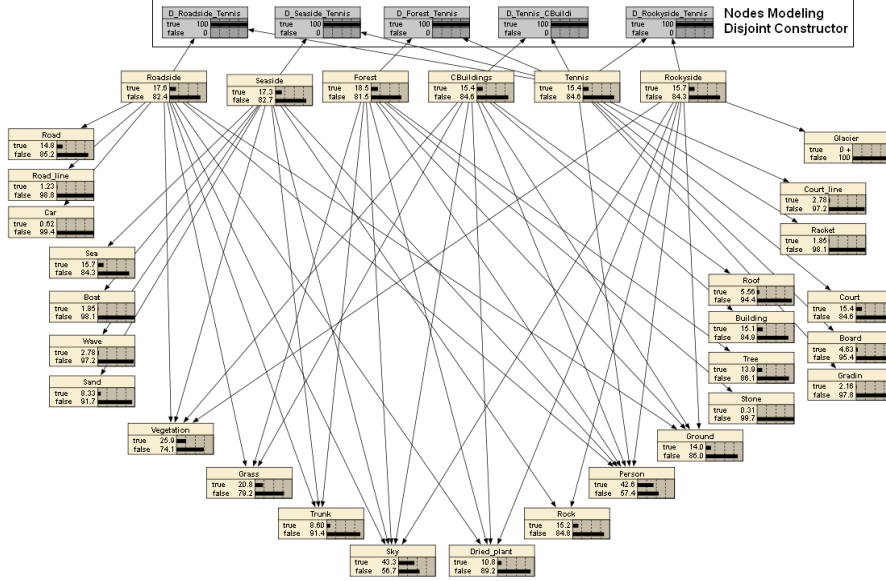 D_Roadside_Tennis
true 100
false 0
D_Seaside_Tennis
true 100
false 0
D_Forest_Tennis
true 100
false 0
D_Tennis_CBuildi
true 100
false 0
D_Rockyside_Tennis
true 100
false 0
Nodes Modeling
Disjoint Constructor
Roadside
true 17.6
false 82.4
Seaside
true 17.3
false 82.7
Forest
true 18.5
false 81.5
CBuildings
true 15.4
false 84.6
Tennis
true 15.4
false 84.6
Rockyside
true 15.7
false 84.3
Road
true 14.8
false 85.2
Road_line
true 1.23
false 98.8
Car
true 0.62
false 99.4
Sea
true 15.7
false 84.3
Boat
true 1.85
false 98.1
Wave
true 2.78
false 97.2
Sand
true 8.33
false 91.7
Glacier
true 0 +
false 100
Court_line
true 2.78
false 97.2
Racket
true 1.85
false 98.1
Roof
true 5.56
false 94.4
Court
true 15.4
false 84.6
Building
true 15.1
false 84.9
Board
true 4.63
false 95.4
Tree
true 13.9
false 86.1
Gradin
true 2.16
false 97.8
Stone
true 0.31
false 99.7
Vegetation
true 25.9
false 74.1
Grass
true 20.8
false 79.2
Trunk
true 8.60
false 91.4
Sky
true 43.3
false 56.7
Dried_plant
true 10.8
false 89.2
Rock
true 15.2
false 84.8
Person
true 42.6
false 57.4
Ground
true 14.0
false 86.0